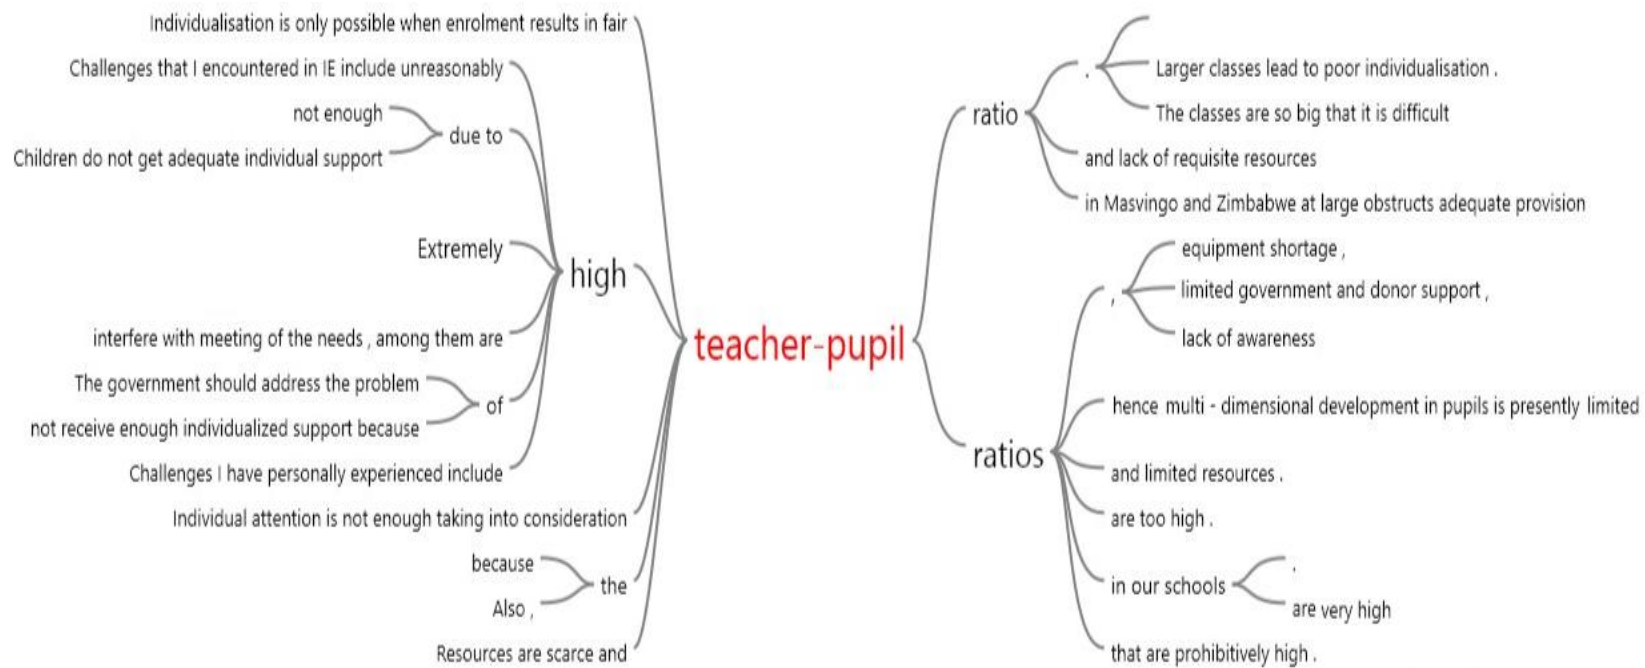 Individualisation is only possible when enrolment results in fair
Challenges that I encountered in IE include unreasonably
not enough
Children do not get adequate individual support
due to
Extremely
interfere with meeting of the needs , among them are
The government should address the problem
not receive enough individualized support because
of
Challenges I have personally experienced include
high
Individual attention is not enough taking into consideration
because
Also ,
the
Resources are scarce and
teacher-pupil
ratio
.
Larger classes lead to poor individualisation .
The classes are so big that it is difficult
and lack of requisite resources
in Masvingo and Zimbabwe at large obstructs adequate provision
ratios
,
equipment shortage ,
limited government and donor support ,
lack of awareness
hence multi - dimensional development in pupils is presently limited
and limited resources .
are too high .
in our schools
.
are very high
that are prohibitively high .